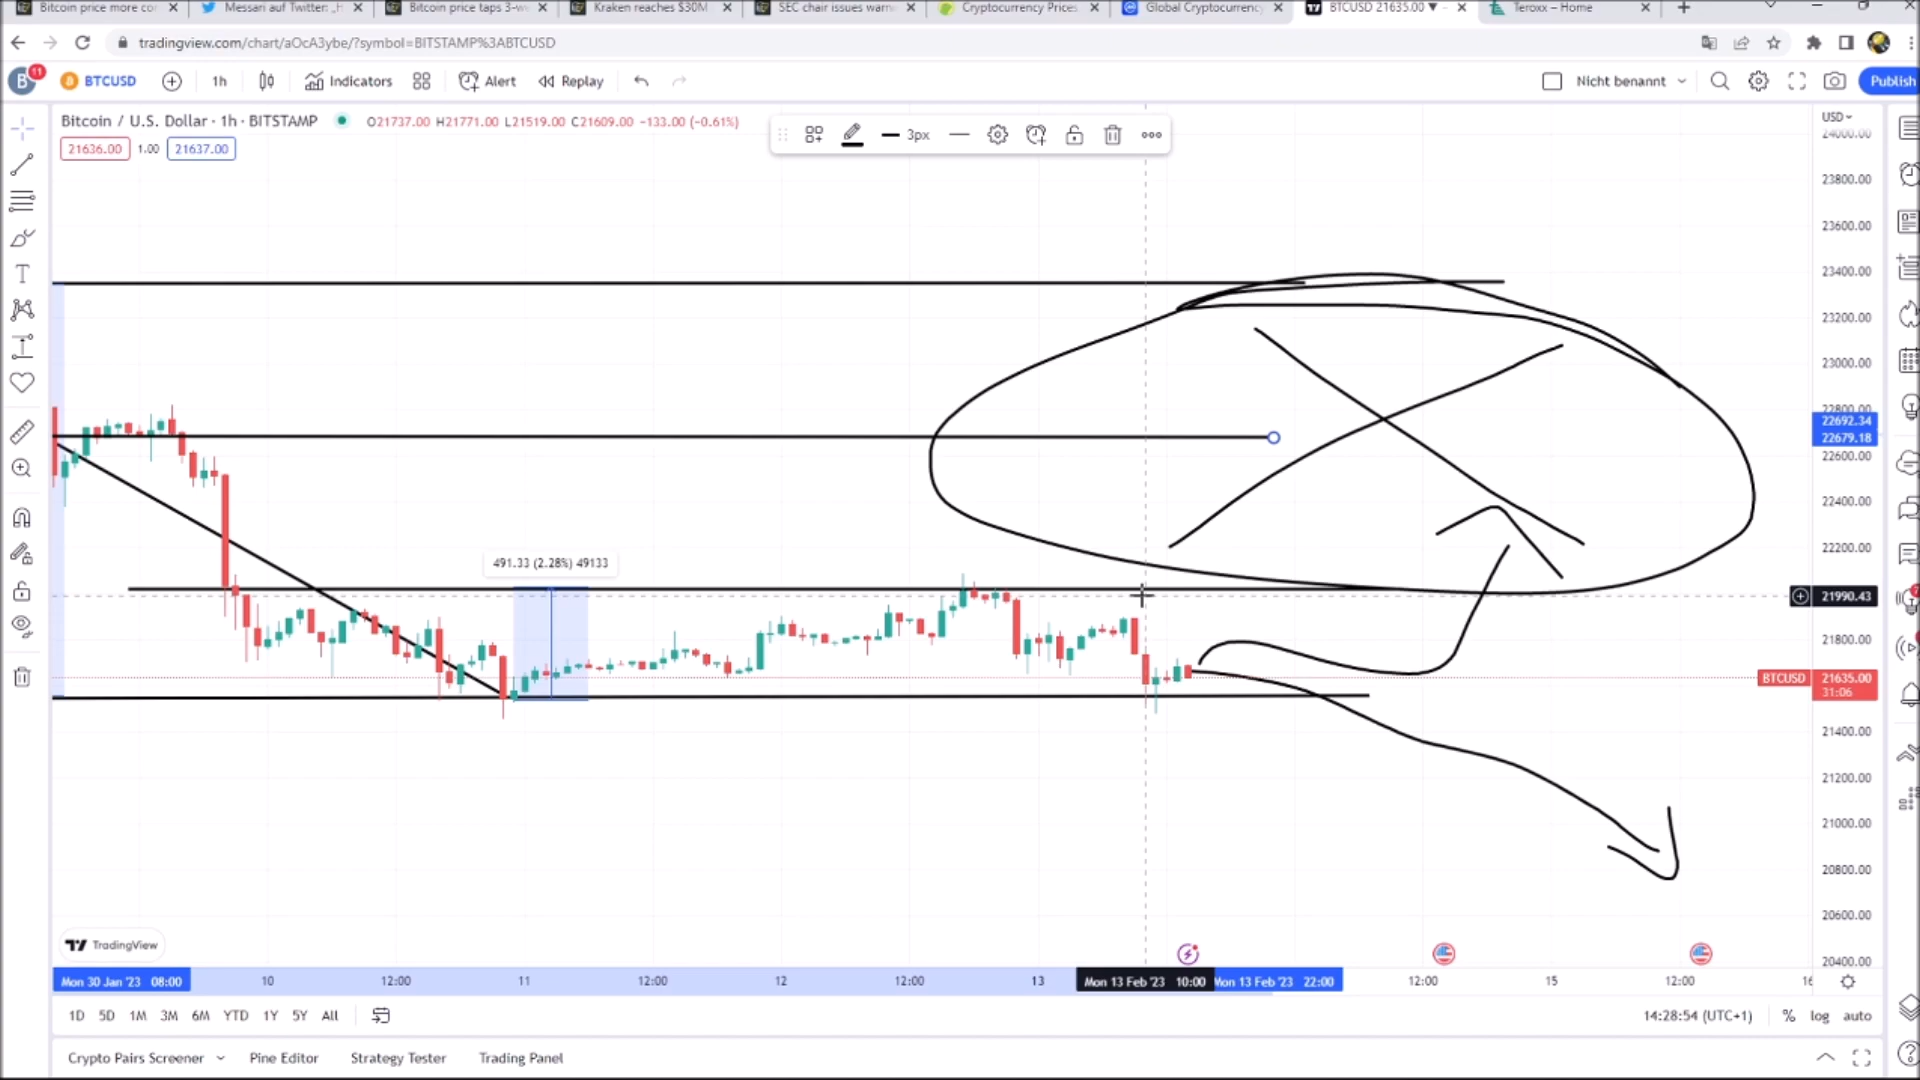 Bitcoin price more co
Messari auf Twitter: „H
Bitcoin price taps 3-w
Kraken reaches $30M
SEC chair issues warn
Cryptocurrency Prices
Global Cryptocurrency
BTCUSD 21635.00 ▼
Teroxx – Home
tradingview.com/chart/aOcA3ybe/?symbol=BITSTAMP%3ABTCUSD
B
11
BTCUSD
1h
Indicators
Alert
Replay
Nicht benannt
Publish
Bitcoin / U.S. Dollar · 1h · BITSTAMP
O21737.00 H21771.00 L21519.00 C21609.00 −133.00 (−0.61%)
21636.00 1.00 21637.00
3px
USD
24000.00
23800.00
23600.00
23400.00
23200.00
23000.00
22800.00
22692.34
22679.18
22600.00
22400.00
22200.00
491.33 (2.28%) 49133
21990.43
21800.00
BTCUSD 21635.00
31:06
21400.00
21200.00
21000.00
20800.00
20600.00
20400.00
TradingView
Mon 30 Jan '23 08:00
10
12:00
11
12:00
12
12:00
13
Mon 13 Feb '23 10:00
Mon 13 Feb '23 22:00
12:00
15
12:00
16
1D 5D 1M 3M 6M YTD 1Y 5Y All
14:28:54 (UTC+1)
% log auto
Crypto Pairs Screener
Pine Editor
Strategy Tester
Trading Panel